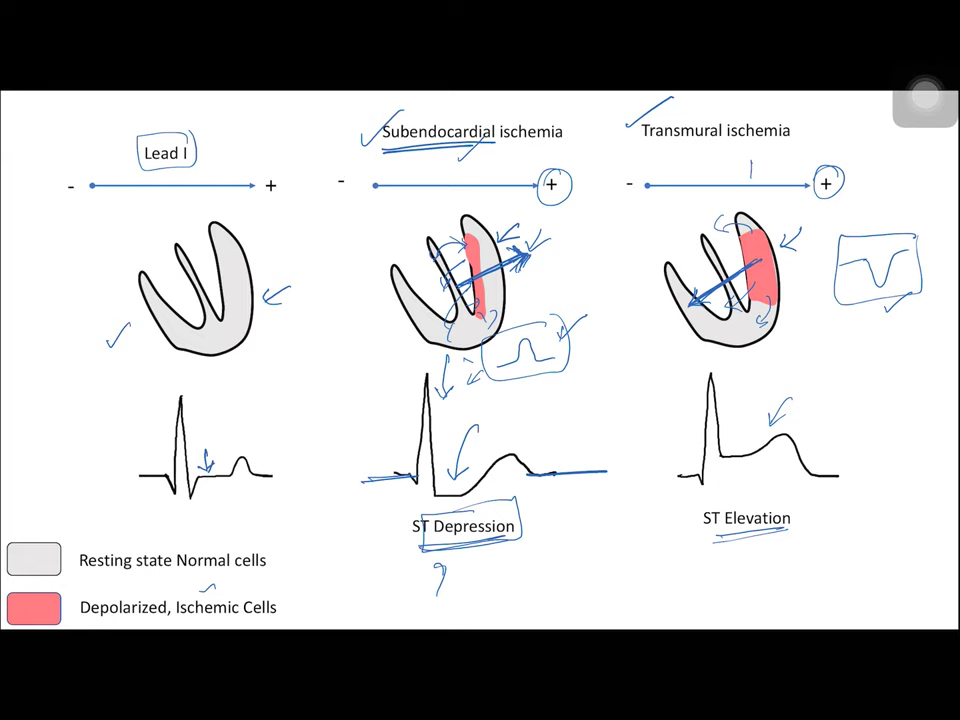 Subendocardial ischemia
Transmural ischemia
Lead I
- +
- +
- +
ST Depression
ST Elevation
Resting state Normal cells
Depolarized, Ischemic Cells